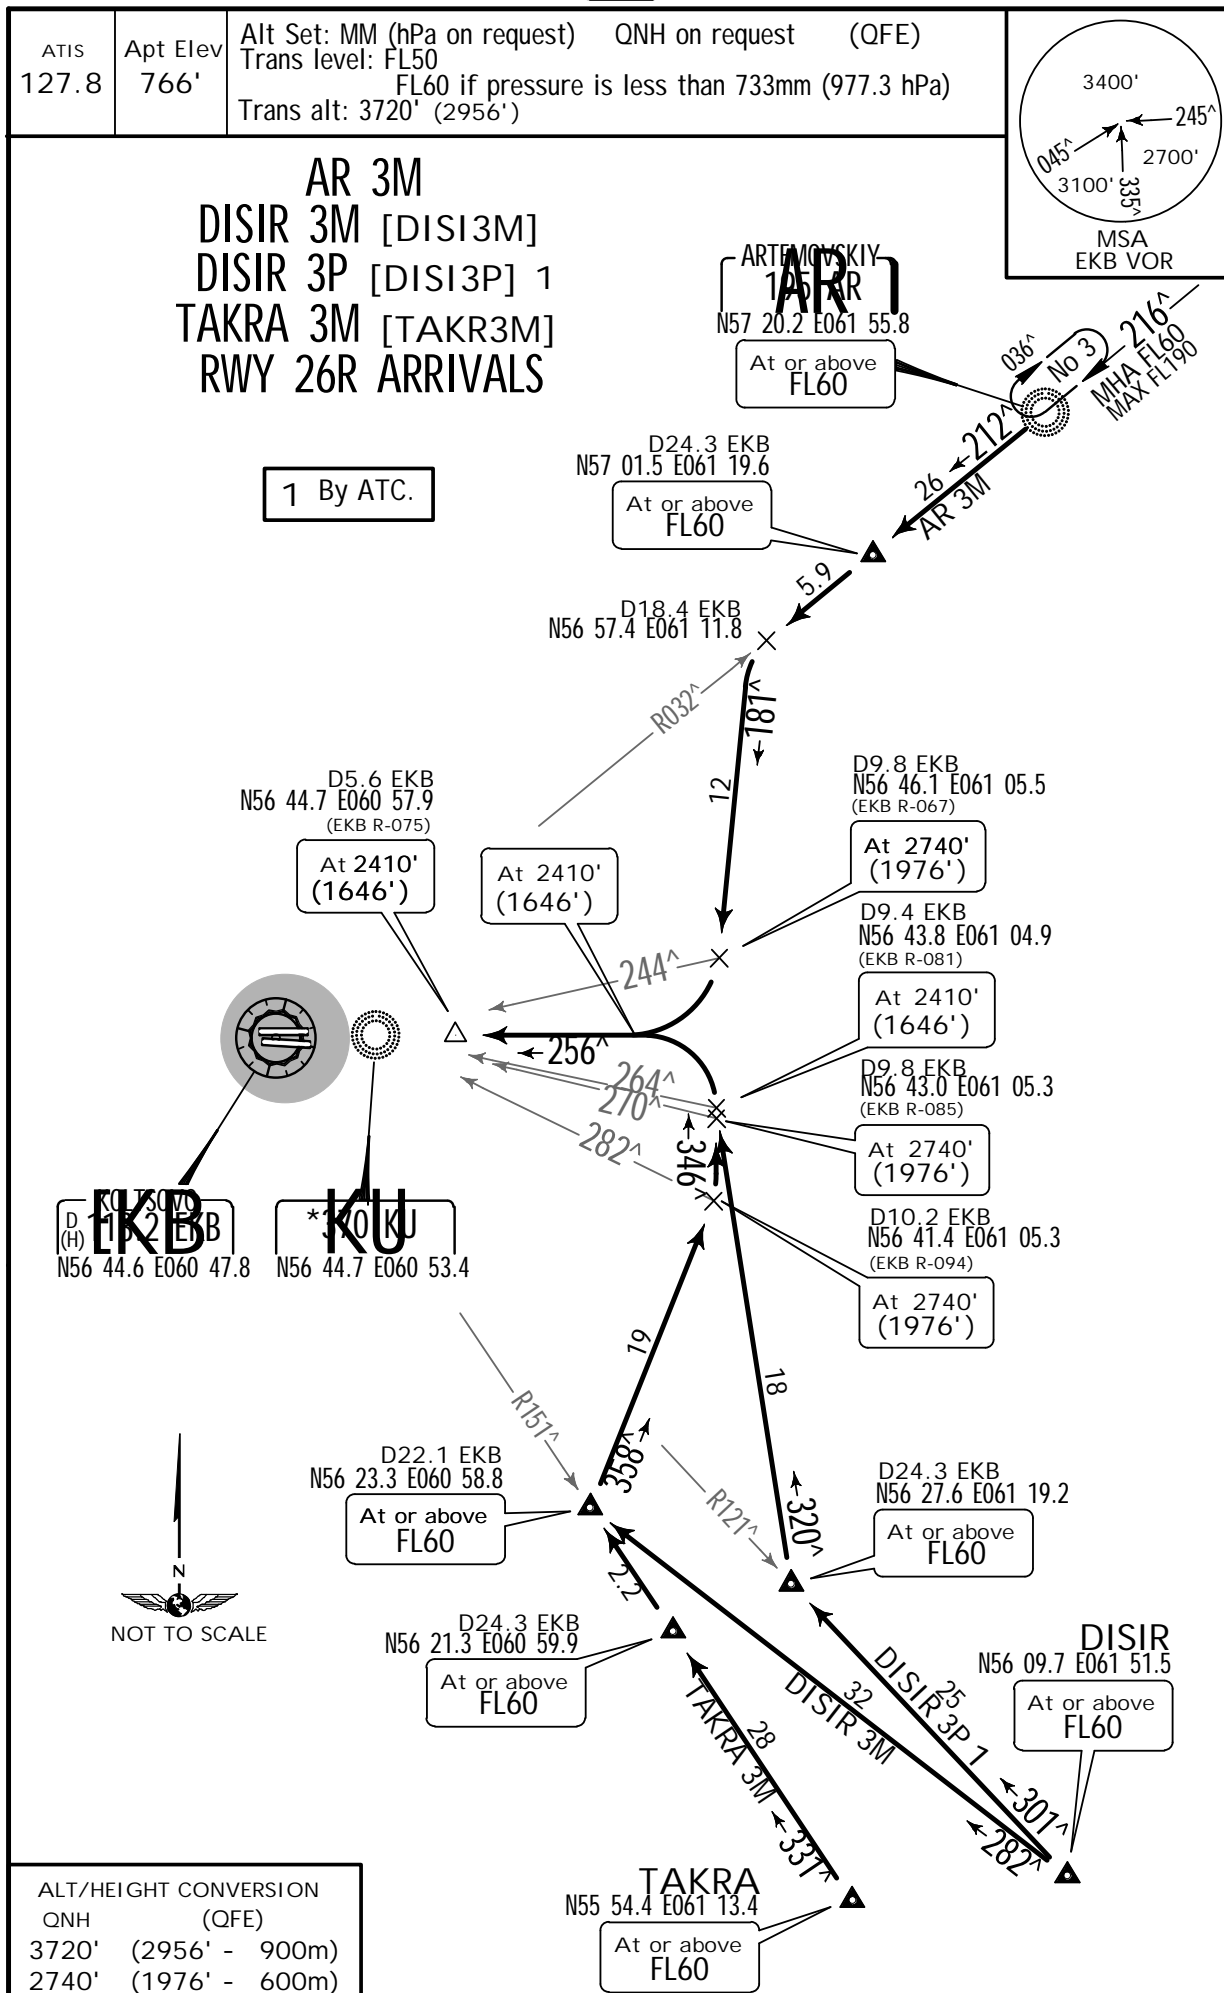 ATIS
127.8
Apt Elev
766'
Alt Set: MM (hPa on request) QNH on request (QFE)
Trans level: FL50
FL60 if pressure is less than 733mm (977.3 hPa)
Trans alt: 3720' (2956')
3400'
245^
045^
2700'
3100'
335^
MSA
EKB VOR
AR 3M
DISIR 3M [DISI3M]
DISIR 3P [DISI3P] 1
TAKRA 3M [TAKR3M]
RWY 26R ARRIVALS
1 By ATC.
ARTEMOVSKIY
AR
AR
N57 20.2 E061 55.8
At or above
FL60
036^
No 3
216^
MHA FL60
MAX FL190
212^
26
AR 3M
D24.3 EKB
N57 01.5 E061 19.6
At or above
FL60
5.9
D18.4 EKB
N56 57.4 E061 11.8
R032^
181^
12
D5.6 EKB
N56 44.7 E060 57.9
(EKB R-075)
At 2410'
(1646')
At 2410'
(1646')
D9.8 EKB
N56 46.1 E061 05.5
(EKB R-067)
At 2740'
(1976')
D9.4 EKB
N56 43.8 E061 04.9
(EKB R-081)
At 2410'
(1646')
D9.8 EKB
N56 43.0 E061 05.3
(EKB R-085)
At 2740'
(1976')
D10.2 EKB
N56 41.4 E061 05.3
(EKB R-094)
At 2740'
(1976')
244^
256^
264^
270^
282^
346^
KOLTSOVO
D
(H)
EKB
EKB
N56 44.6 E060 47.8
*370 KU
KU
N56 44.7 E060 53.4
R151^
19
358^
18
R121^
320^
D22.1 EKB
N56 23.3 E060 58.8
At or above
FL60
D24.3 EKB
N56 27.6 E061 19.2
At or above
FL60
2.2
D24.3 EKB
N56 21.3 E060 59.9
At or above
FL60
N
NOT TO SCALE
DISIR
N56 09.7 E061 51.5
At or above
FL60
25
DISIR 3P 1
301^
32
DISIR 3M
282^
28
TAKRA 3M
331^
TAKRA
N55 54.4 E061 13.4
At or above
FL60
ALT/HEIGHT CONVERSION
QNH (QFE)
3720' (2956' - 900m)
2740' (1976' - 600m)